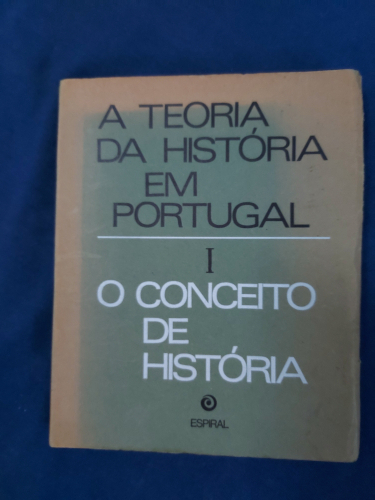 A TEORIA
DA HISTÓRIA
EM
PORTUGAL
I
O CONCEITO
DE
HISTÓRIA
ESPIRAL